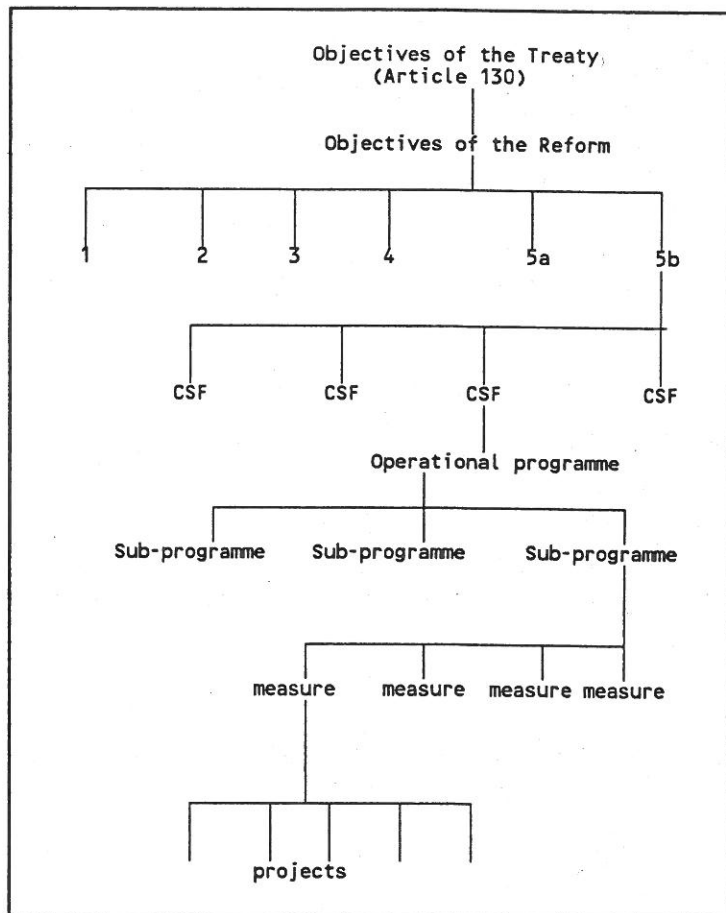 Objectives of the Treaty
(Article 130)
Objectives of the Reform
1 2 3 4 5a 5b
CSF CSF CSF CSF
Operational programme
Sub-programme Sub-programme Sub-programme
measure measure measure measure
projects